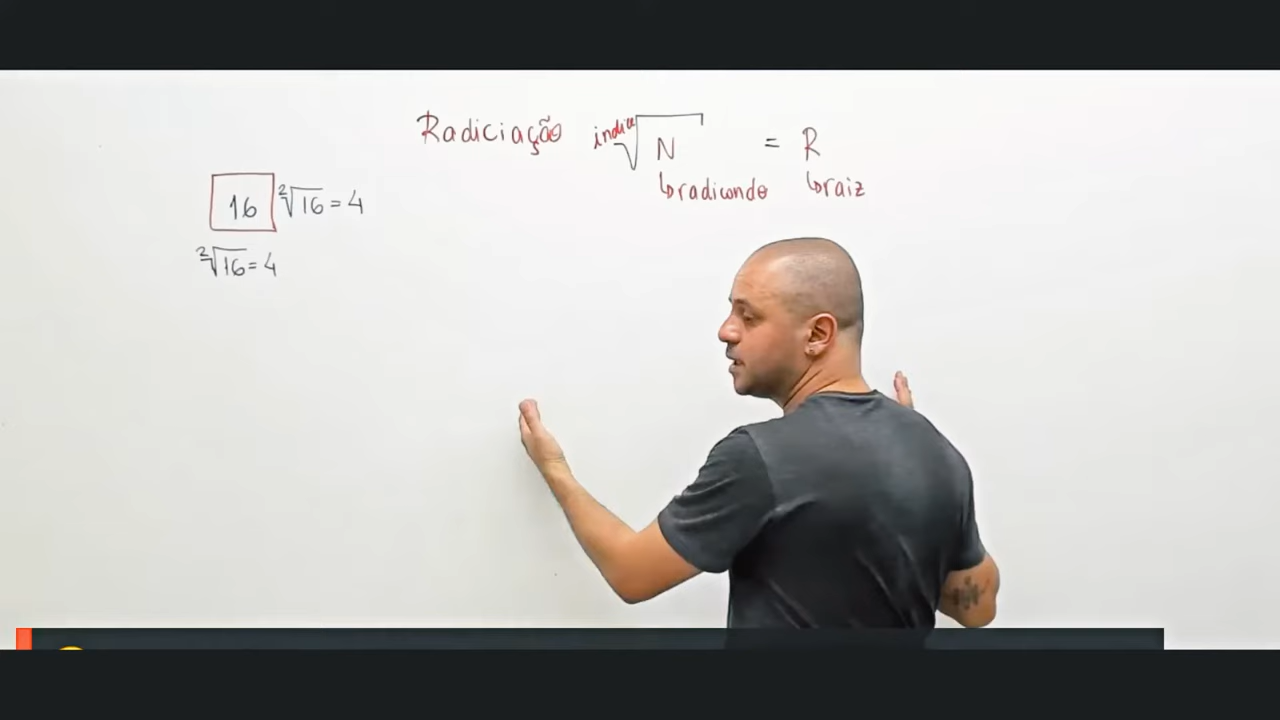 Radiciação índice√N = R
↳radicando ↳raiz
16 ²√16 = 4
²√16 = 4